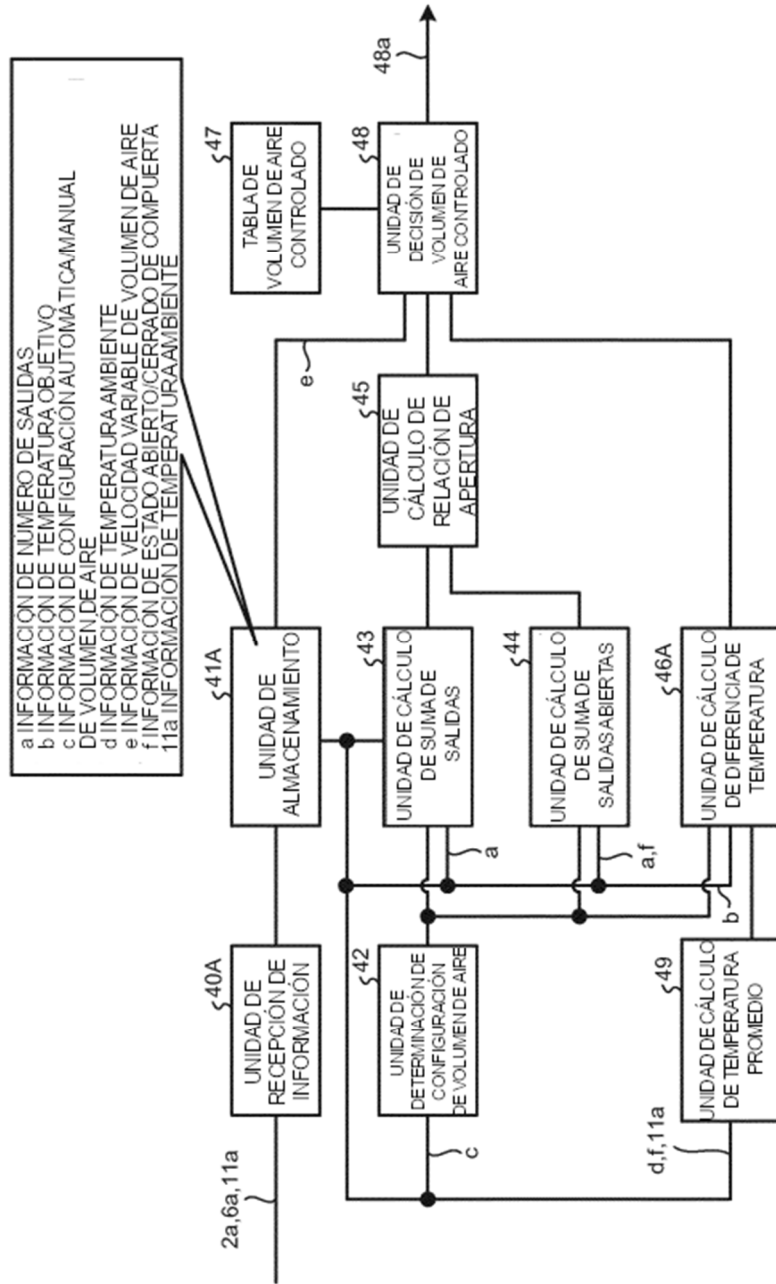 a INFORMACIÓN DE NÚMERO DE SALIDAS
b INFORMACIÓN DE TEMPERATURA OBJETIVO
c INFORMACIÓN DE CONFIGURACIÓN AUTOMÁTICA/MANUAL
DE VOLUMEN DE AIRE
d INFORMACIÓN DE TEMPERATURA AMBIENTE
e INFORMACIÓN DE VELOCIDAD VARIABLE DE VOLUMEN DE AIRE
f INFORMACIÓN DE ESTADO ABIERTO/CERRADO DE COMPUERTA
11a INFORMACIÓN DE TEMPERATURA AMBIENTE
2a,6a,11a
40A
UNIDAD DE
RECEPCIÓN DE
INFORMACIÓN
41A
UNIDAD DE
ALMACENAMIENTO
e
47
TABLA DE
VOLUMEN DE AIRE
CONTROLADO
c
42
UNIDAD DE
DETERMINACIÓN DE
CONFIGURACIÓN
DE VOLUMEN DE AIRE
a
43
UNIDAD DE CÁLCULO
DE SUMA DE
SALIDAS
45
UNIDAD DE
CÁLCULO DE
RELACIÓN DE
APERTURA
48
UNIDAD DE
DECISIÓN DE
VOLUMEN DE
AIRE CONTROLADO
48a
a,f
44
UNIDAD DE CÁLCULO
DE SUMA DE
SALIDAS ABIERTAS
d,f,11a
49
UNIDAD DE CÁLCULO
DE TEMPERATURA
PROMEDIO
b
46A
UNIDAD DE CÁLCULO
DE DIFERENCIA DE
TEMPERATURA